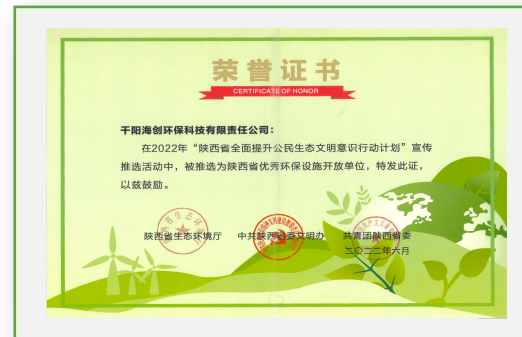 荣誉证书
CERTIFICATE OF HONOR
千阳海创环保科技有限责任公司：
在2022年“陕西省全面提升公民生态文明意识行动计划”宣传
推选活动中，被推选为陕西省优秀环保设施开放单位，特发此证，
以兹鼓励。
陕西省生态环境厅 中共陕西省委文明办 共青团陕西省委
二〇二二年六月